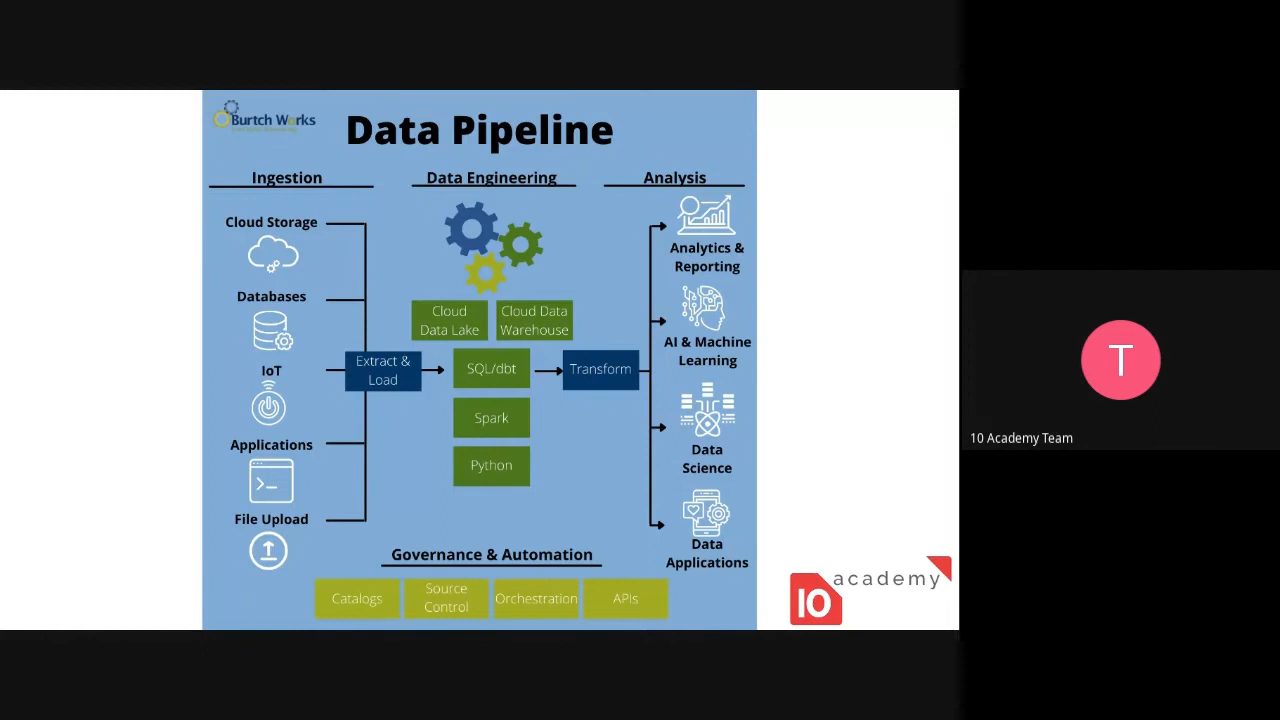 Burtch Works
Data Pipeline
Ingestion
Data Engineering
Analysis
Cloud Storage
Databases
IoT
Applications
File Upload
Extract &
Load
Cloud
Data Lake
Cloud Data
Warehouse
SQL/dbt
Spark
Python
Transform
Analytics &
Reporting
AI & Machine
Learning
Data
Science
Data
Applications
Governance & Automation
Catalogs
Source
Control
Orchestration
APIs
10 academy
T
10 Academy Team